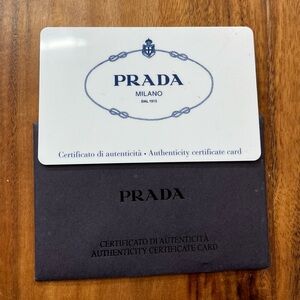 PRADA
MILANO
DAL 1913
Certificato di autenticità • Authenticity certificate card
PRADA
CERTIFICATO DI AUTENTICITÀ
AUTHENTICITY CERTIFICATE CARD